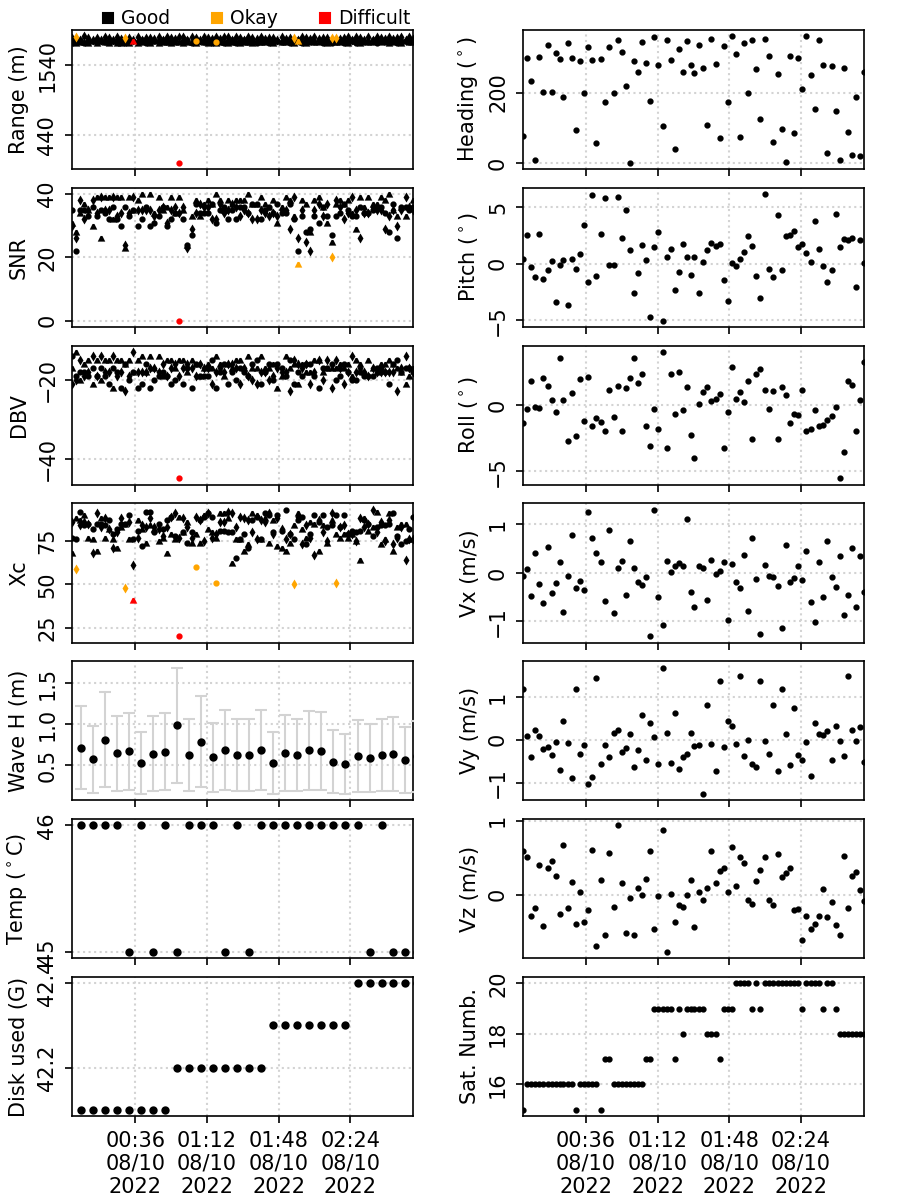 Good Okay Difficult
Range (m)
1540
440
Heading (°)
200
0
SNR
40
20
0
Pitch (°)
5
0
−5
DBV
−20
−40
Roll (°)
0
−5
Xc
75
50
25
Vx (m/s)
1
0
−1
Wave H (m)
1.5
1.0
0.5
Vy (m/s)
1
0
−1
Temp (°C)
46
45
Vz (m/s)
1
0
Disk used (G)
42.4
42.2
Sat. Numb.
20
18
16
00:36 01:12 01:48 02:24
08/10 08/10 08/10 08/10
2022 2022 2022 2022
00:36 01:12 01:48 02:24
08/10 08/10 08/10 08/10
2022 2022 2022 2022